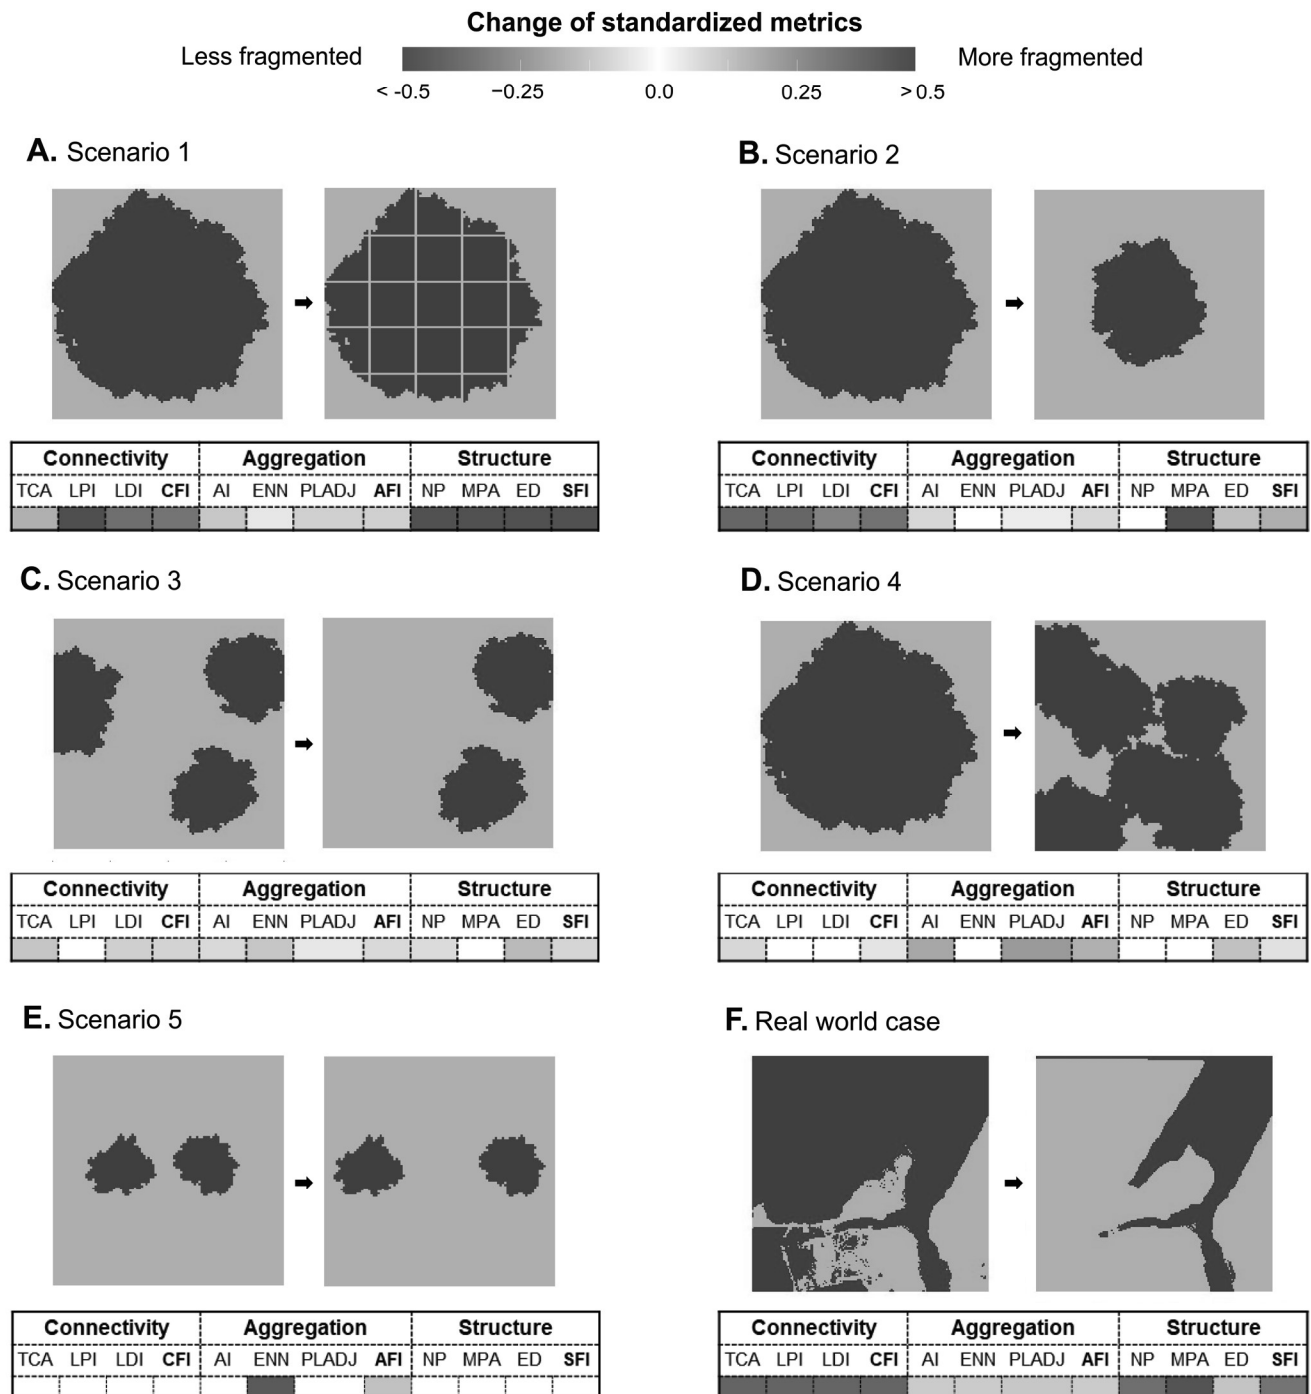 Change of standardized metrics
Less fragmented More fragmented
< -0.5 −0.25 0.0 0.25 > 0.5
A. Scenario 1
Connectivity Aggregation Structure
TCA LPI LDI CFI AI ENN PLADJ AFI NP MPA ED SFI
B. Scenario 2
Connectivity Aggregation Structure
TCA LPI LDI CFI AI ENN PLADJ AFI NP MPA ED SFI
C. Scenario 3
Connectivity Aggregation Structure
TCA LPI LDI CFI AI ENN PLADJ AFI NP MPA ED SFI
D. Scenario 4
Connectivity Aggregation Structure
TCA LPI LDI CFI AI ENN PLADJ AFI NP MPA ED SFI
E. Scenario 5
Connectivity Aggregation Structure
TCA LPI LDI CFI AI ENN PLADJ AFI NP MPA ED SFI
F. Real world case
Connectivity Aggregation Structure
TCA LPI LDI CFI AI ENN PLADJ AFI NP MPA ED SFI